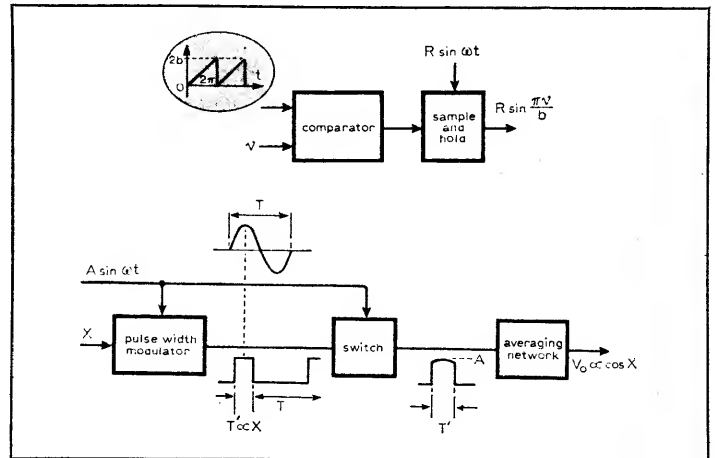 2b
2π
t
0
R sin ωt
comparator
sample and hold
R sin πν/b
ν
T
A sin ωt
X
pulse width modulator
switch
averaging network
A
V₀ ∝ cos X
T
T′∝X
T′